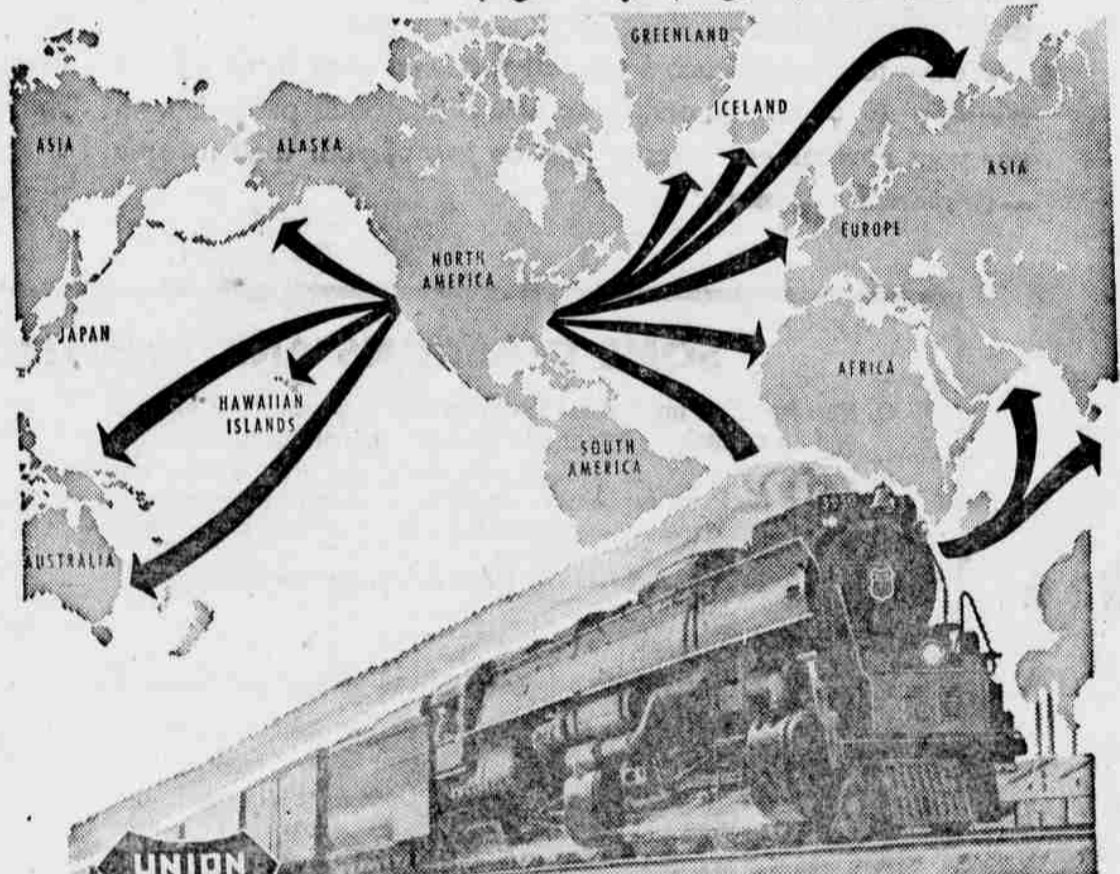 GREENLAND
ICELAND
ASIA
ALASKA
ASIA
EUROPE
NORTH
AMERICA
JAPAN
AFRICA
HAWAIIAN
ISLANDS
SOUTH
AMERICA
AUSTRALIA
UNION